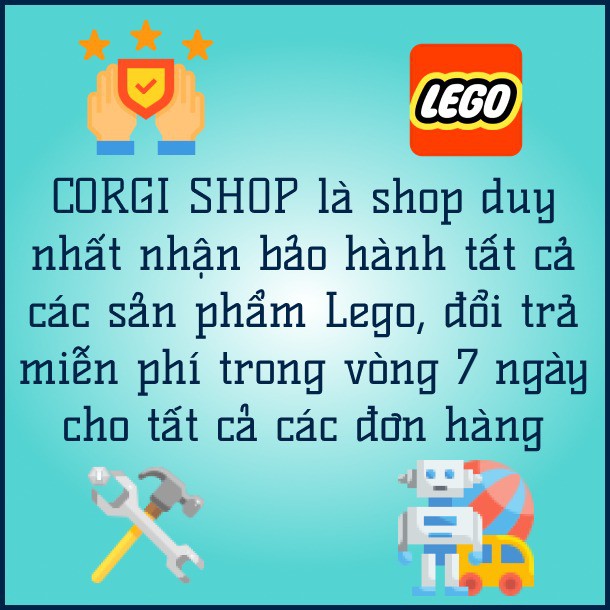 LEGO
CORGI SHOP là shop duy
nhất nhận bảo hành tất cả
các sản phẩm Lego, đổi trả
miễn phí trong vòng 7 ngày
cho tất cả các đơn hàng